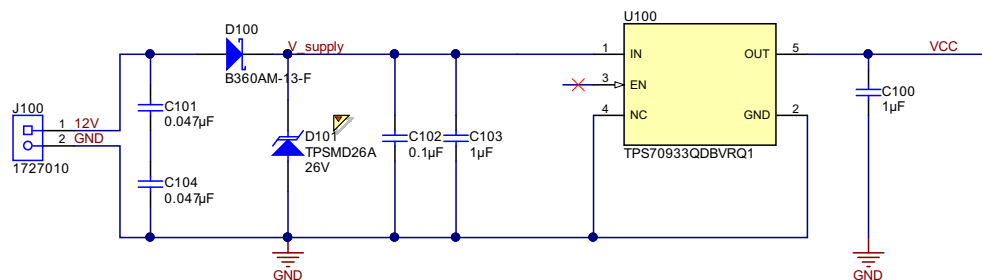 U100
D100
V_supply
1
IN
OUT
5
VCC
B360AM-13-F
3
EN
C101
0.047µF
C100
1µF
J100
1
12V
2
GND
1727010
4
NC
GND
2
D101
TPSMD26A
26V
C102
0.1µF
C103
1µF
TPS70933QDBVRQ1
C104
0.047µF
GND
GND